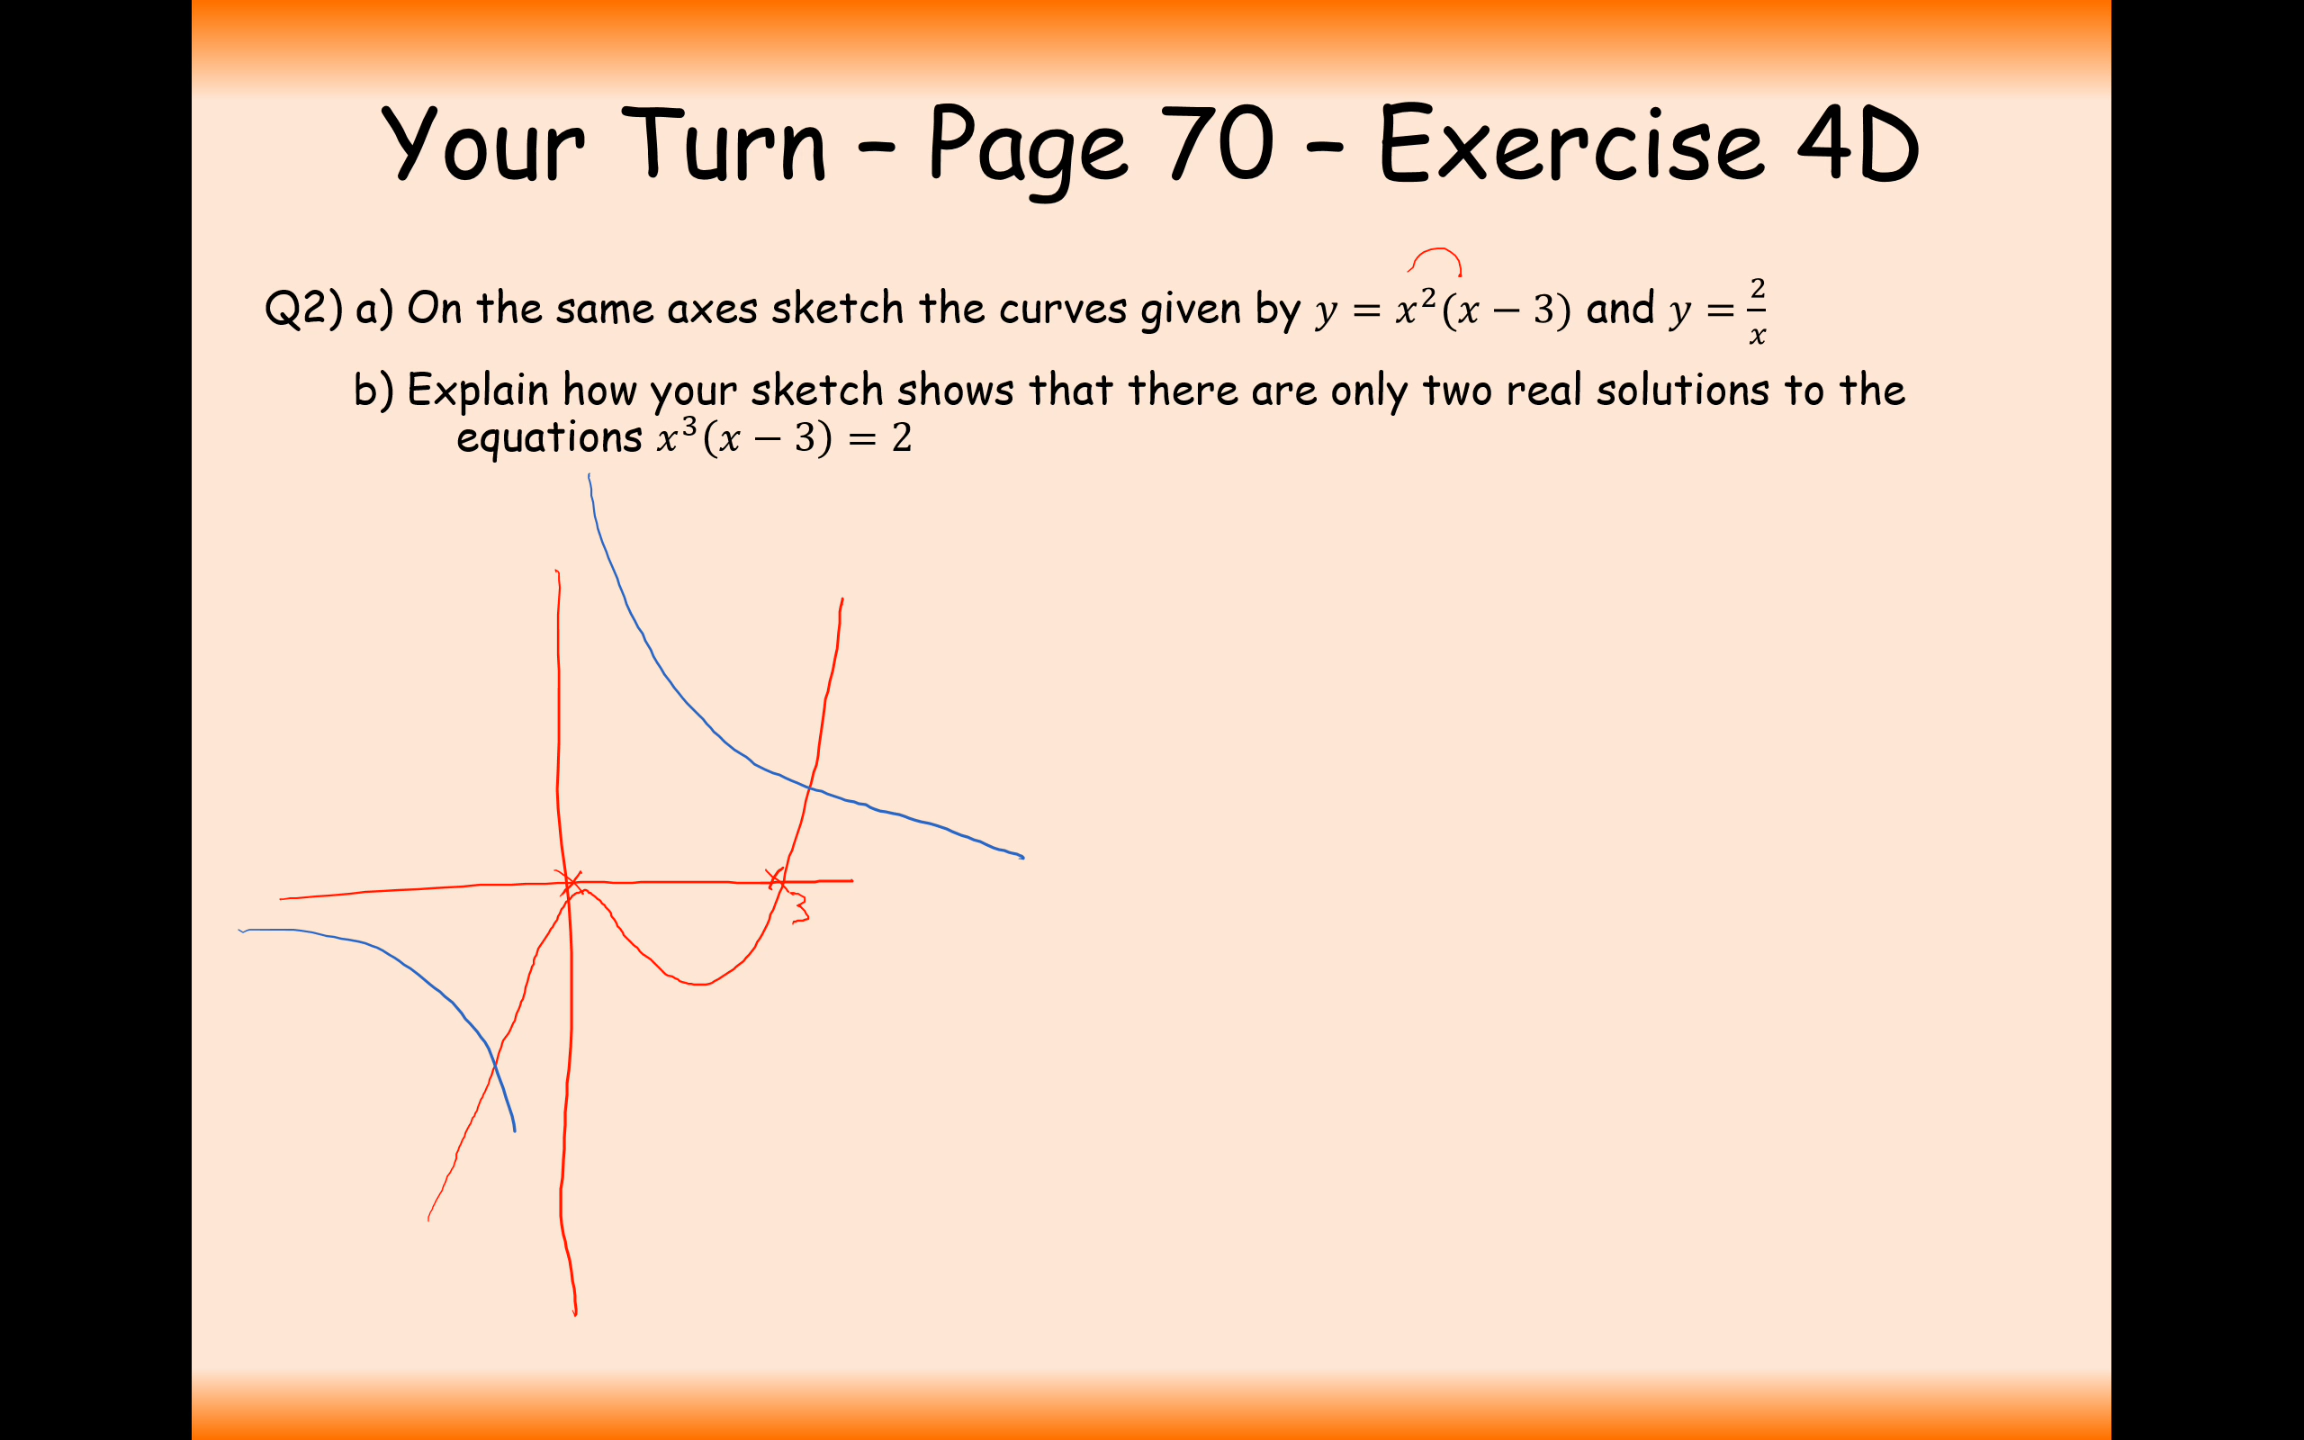 Your Turn – Page 70 – Exercise 4D
Q2) a) On the same axes sketch the curves given by y = x²(x − 3) and y = 2/x
b) Explain how your sketch shows that there are only two real solutions to the
equations x³(x − 3) = 2
3